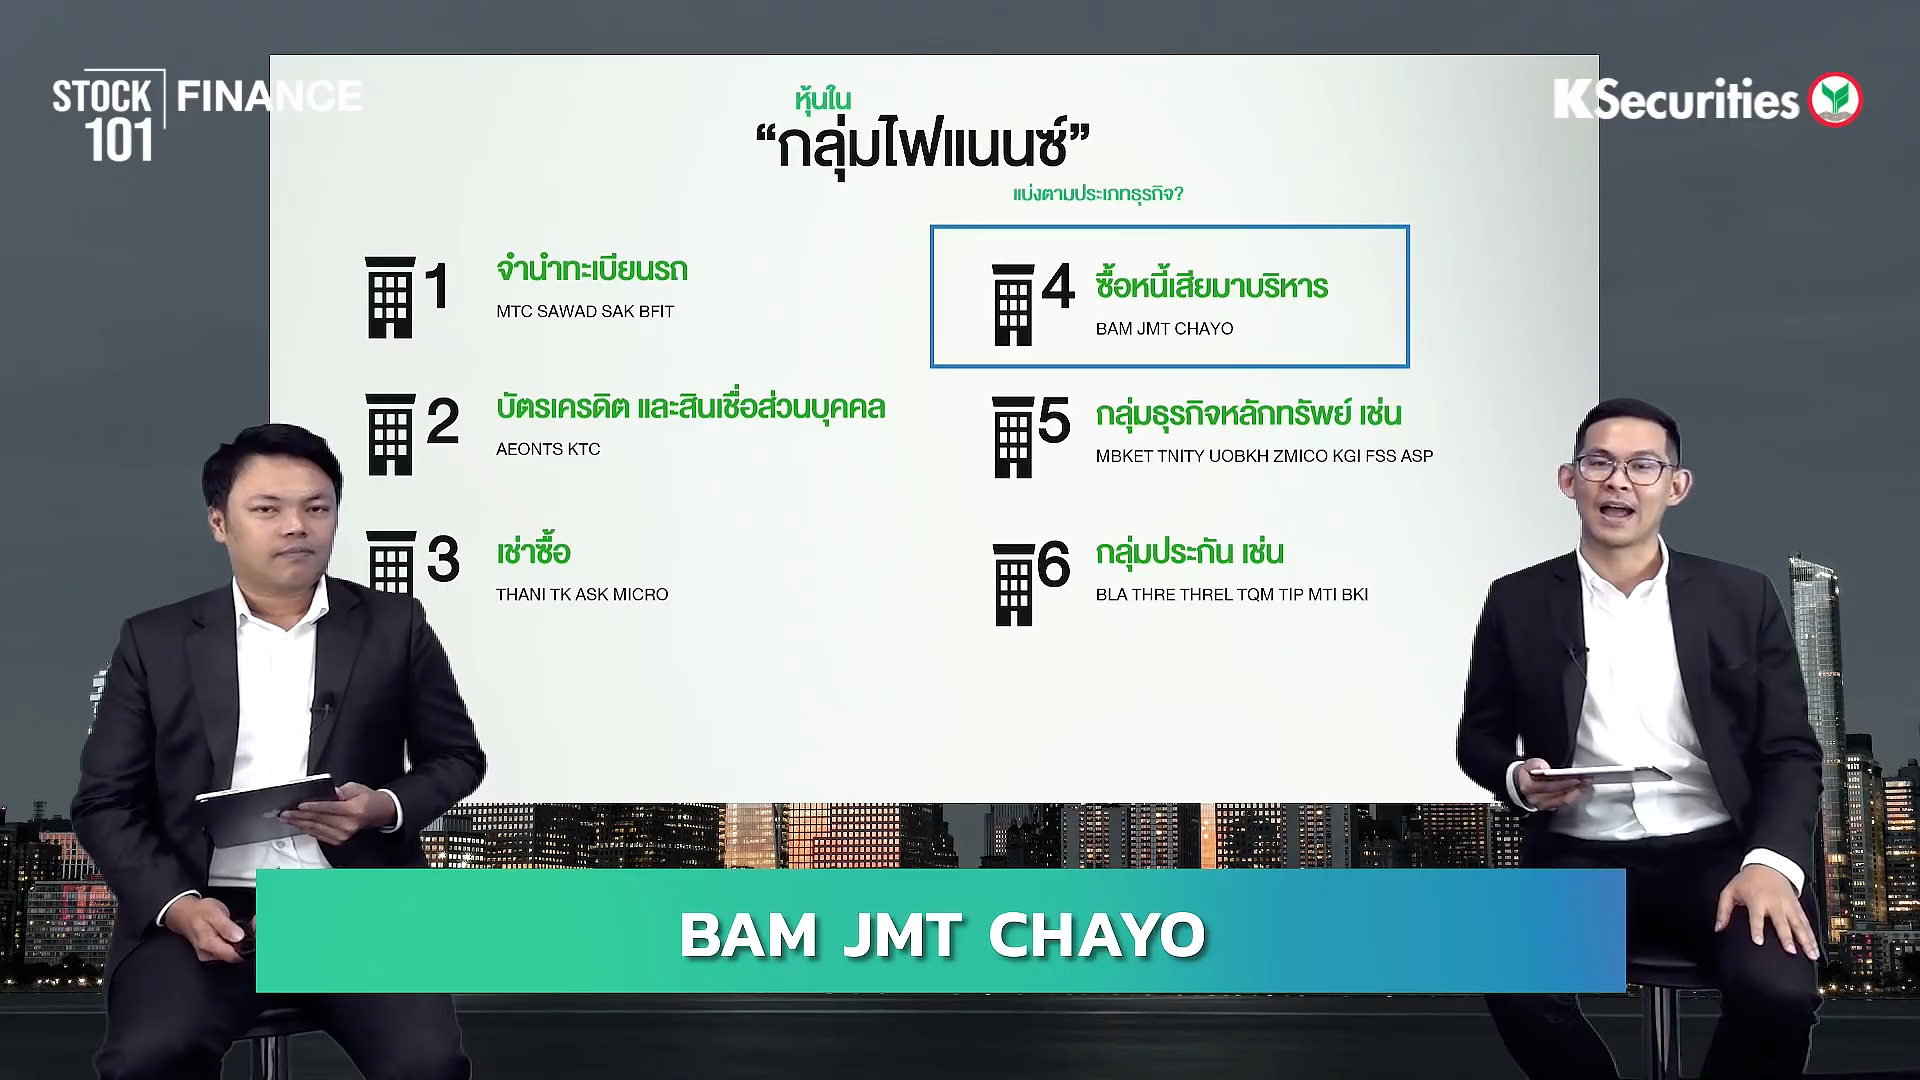 STOCK 101
FINANCE
KSecurities
หุ้นใน
“กลุ่มไฟแนนซ์”
แบ่งตามประเภทธุรกิจ?
1
จำนำทะเบียนรถ
MTC SAWAD SAK BFIT
2
บัตรเครดิต และสินเชื่อส่วนบุคคล
AEONTS KTC
3
เช่าซื้อ
THANI TK ASK MICRO
4
ซื้อหนี้เสียมาบริหาร
BAM JMT CHAYO
5
กลุ่มธุรกิจหลักทรัพย์ เช่น
MBKET TNITY UOBKH ZMICO KGI FSS ASP
6
กลุ่มประกัน เช่น
BLA THRE THREL TQM TIP MTI BKI
BAM JMT CHAYO